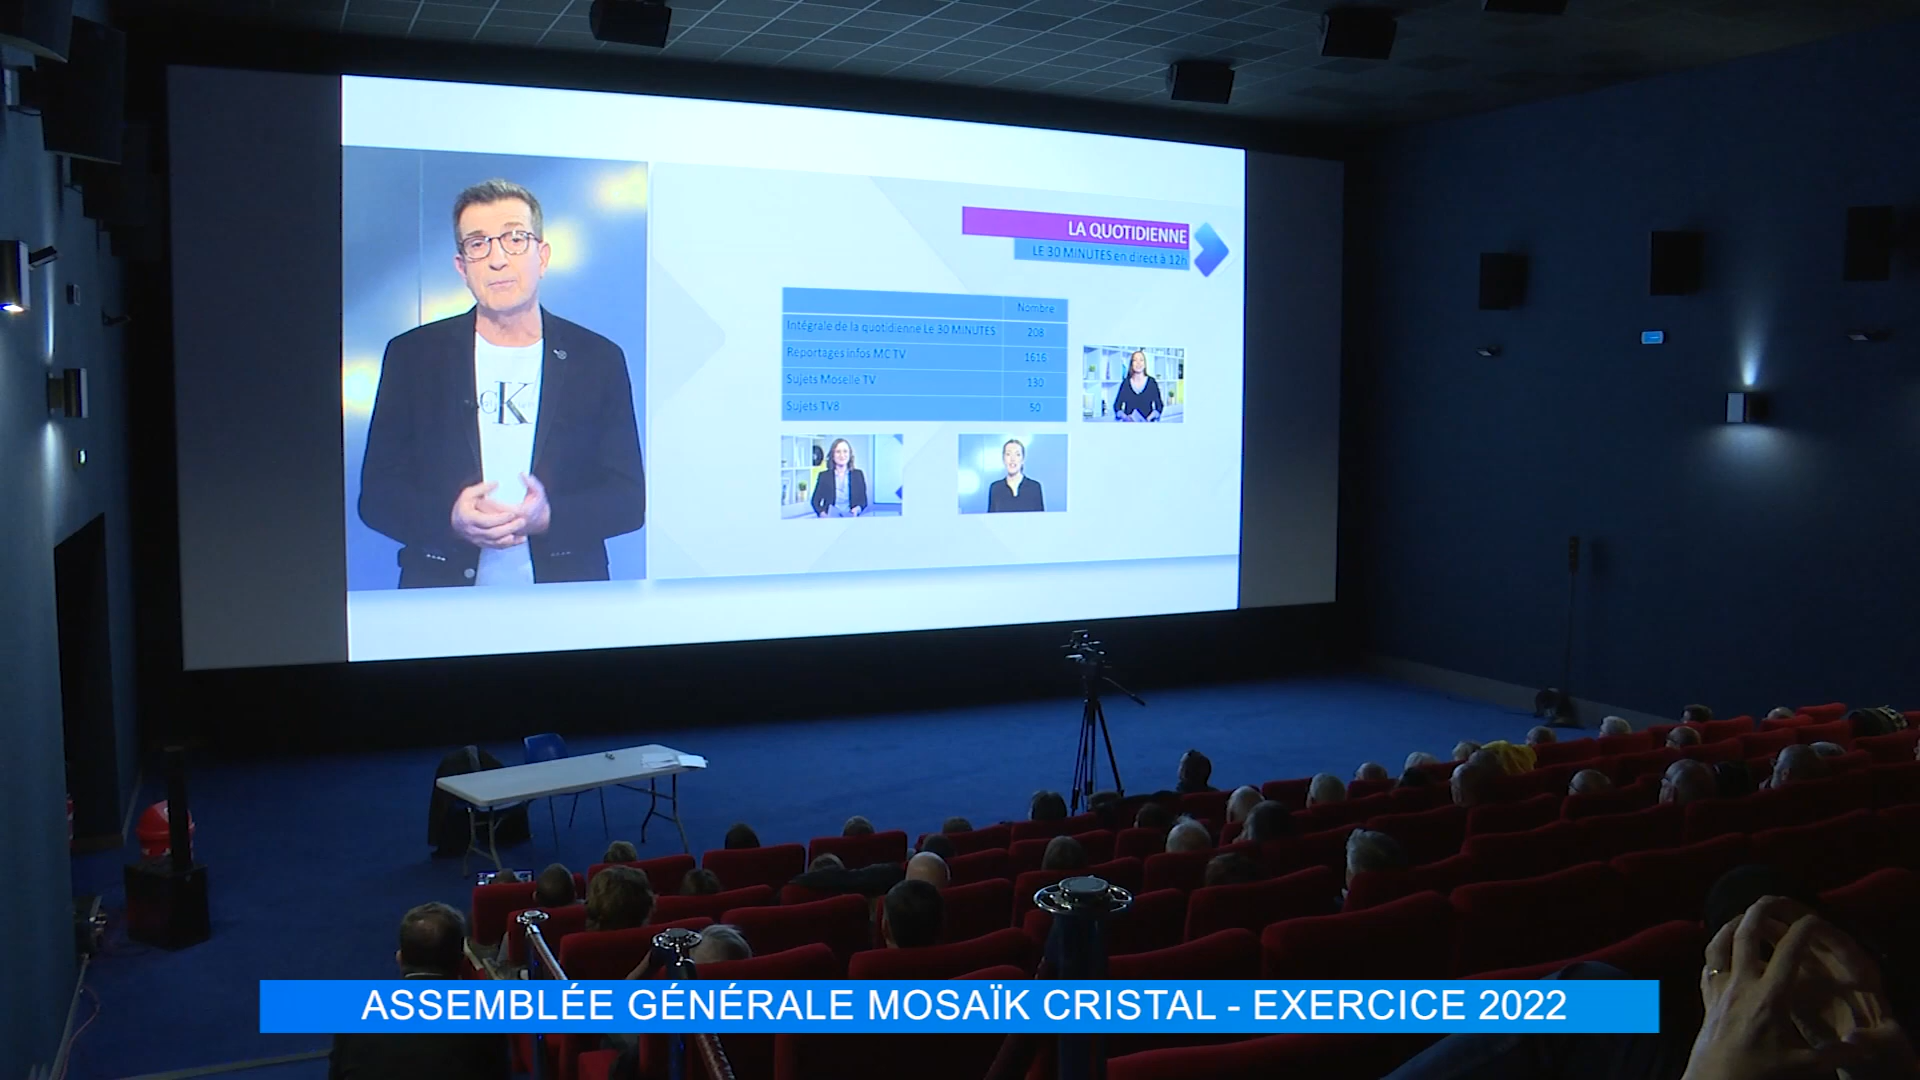 LA QUOTIDIENNE
LE 30 MINUTES en direct à 12h
Nombre
Intégrale de la quotidienne Le 30 MINUTES 208
Reportages infos MC TV 1616
Sujets Moselle TV 130
Sujets TV8 50
CK
ASSEMBLÉE GÉNÉRALE MOSAÏK CRISTAL - EXERCICE 2022